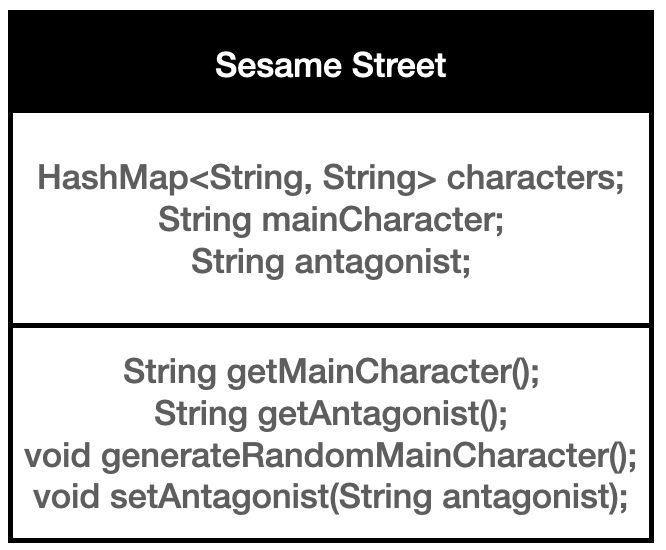 Sesame Street
HashMap<String, String> characters;
String mainCharacter;
String antagonist;
String getMainCharacter();
String getAntagonist();
void generateRandomMainCharacter();
void setAntagonist(String antagonist);